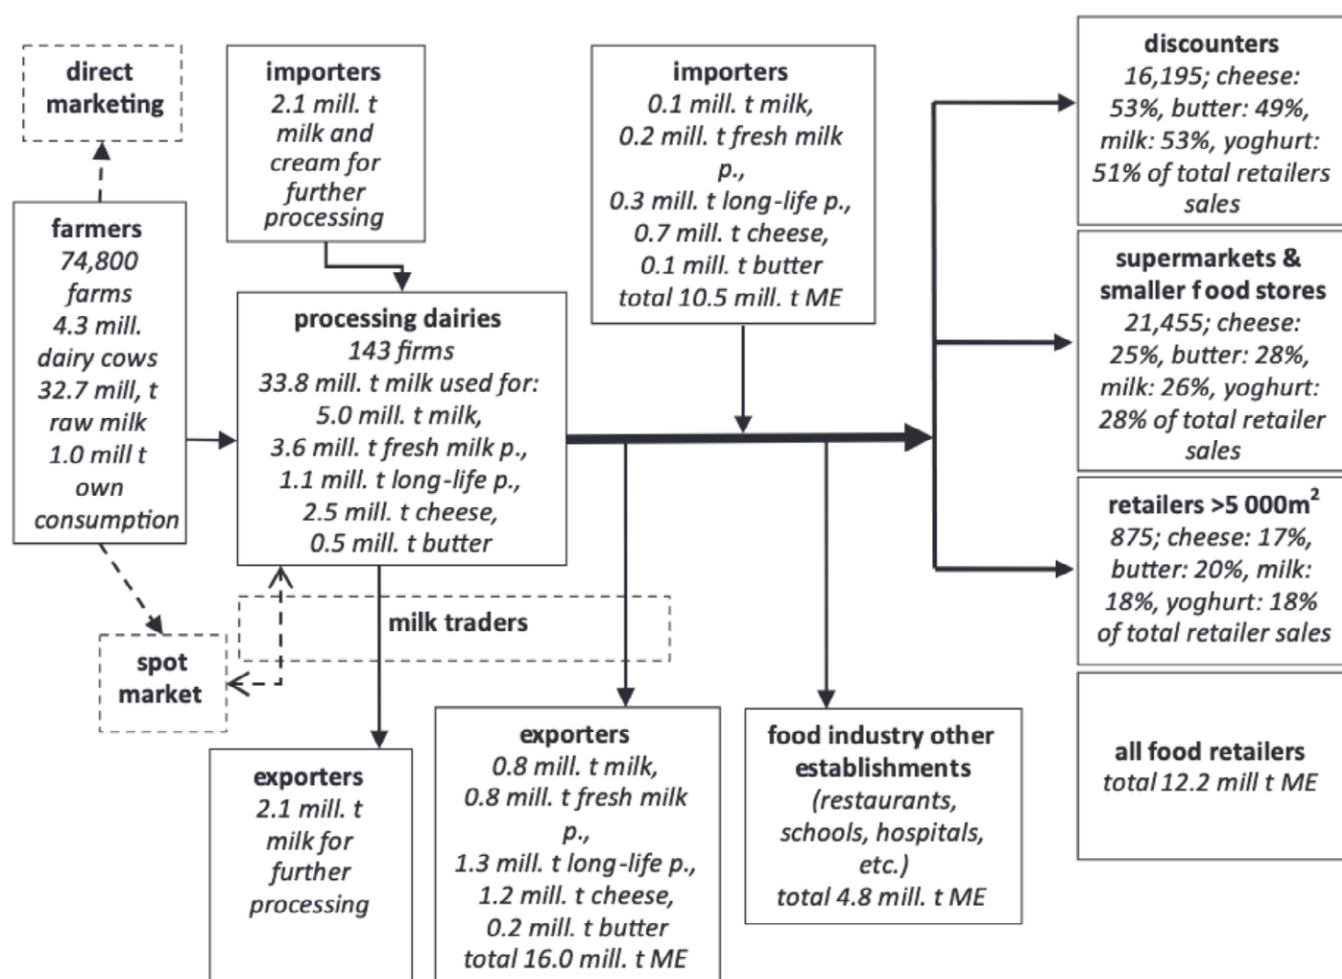 direct
marketing
farmers
74,800
farms
4.3 mill.
dairy cows
32.7 mill, t
raw milk
1.0 mill t
own
consumption
spot
market
importers
2.1 mill. t
milk and
cream for
further
processing
processing dairies
143 firms
33.8 mill. t milk used for:
5.0 mill. t milk,
3.6 mill. t fresh milk p.,
1.1 mill. t long-life p.,
2.5 mill. t cheese,
0.5 mill. t butter
milk traders
exporters
2.1 mill. t
milk for
further
processing
importers
0.1 mill. t milk,
0.2 mill. t fresh milk
p.,
0.3 mill. t long-life p.,
0.7 mill. t cheese,
0.1 mill. t butter
total 10.5 mill. t ME
exporters
0.8 mill. t milk,
0.8 mill. t fresh milk
p.,
1.3 mill. t long-life p.,
1.2 mill. t cheese,
0.2 mill. t butter
total 16.0 mill. t ME
food industry other
establishments
(restaurants,
schools, hospitals,
etc.)
total 4.8 mill. t ME
discounters
16,195; cheese:
53%, butter: 49%,
milk: 53%, yoghurt:
51% of total retailers
sales
supermarkets &
smaller food stores
21,455; cheese:
25%, butter: 28%,
milk: 26%, yoghurt:
28% of total retailer
sales
retailers >5 000m²
875; cheese: 17%,
butter: 20%, milk:
18%, yoghurt: 18%
of total retailer sales
all food retailers
total 12.2 mill t ME